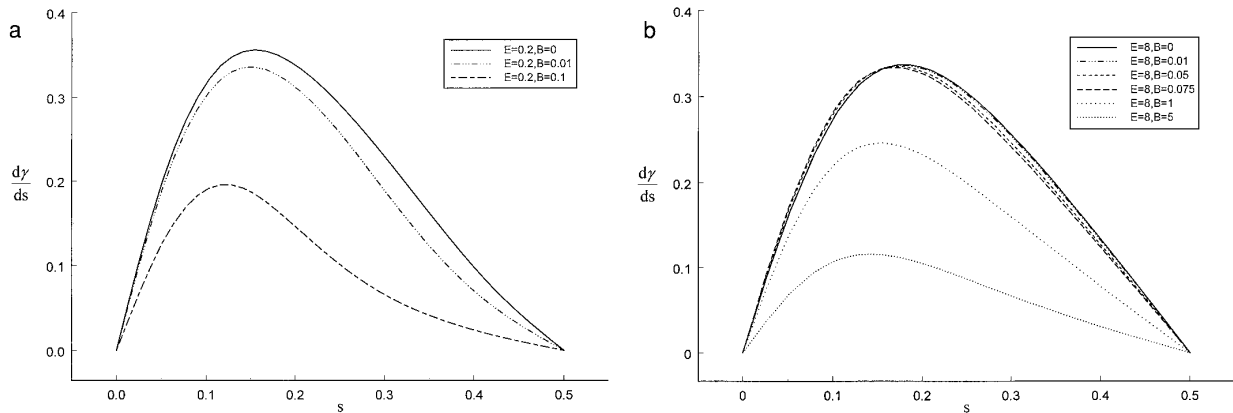 a
0.4
0.3
0.2
0.1
0.0
dγ
ds
E=0.2,B=0
E=0.2,B=0.01
E=0.2,B=0.1
0.0 0.1 0.2 0.3 0.4 0.5
s
b
0.4
0.3
0.2
0.1
0
dγ
ds
E=8,B=0
E=8,B=0.01
E=8,B=0.05
E=8,B=0.075
E=8,B=1
E=8,B=5
0 0.1 0.2 0.3 0.4 0.5
s